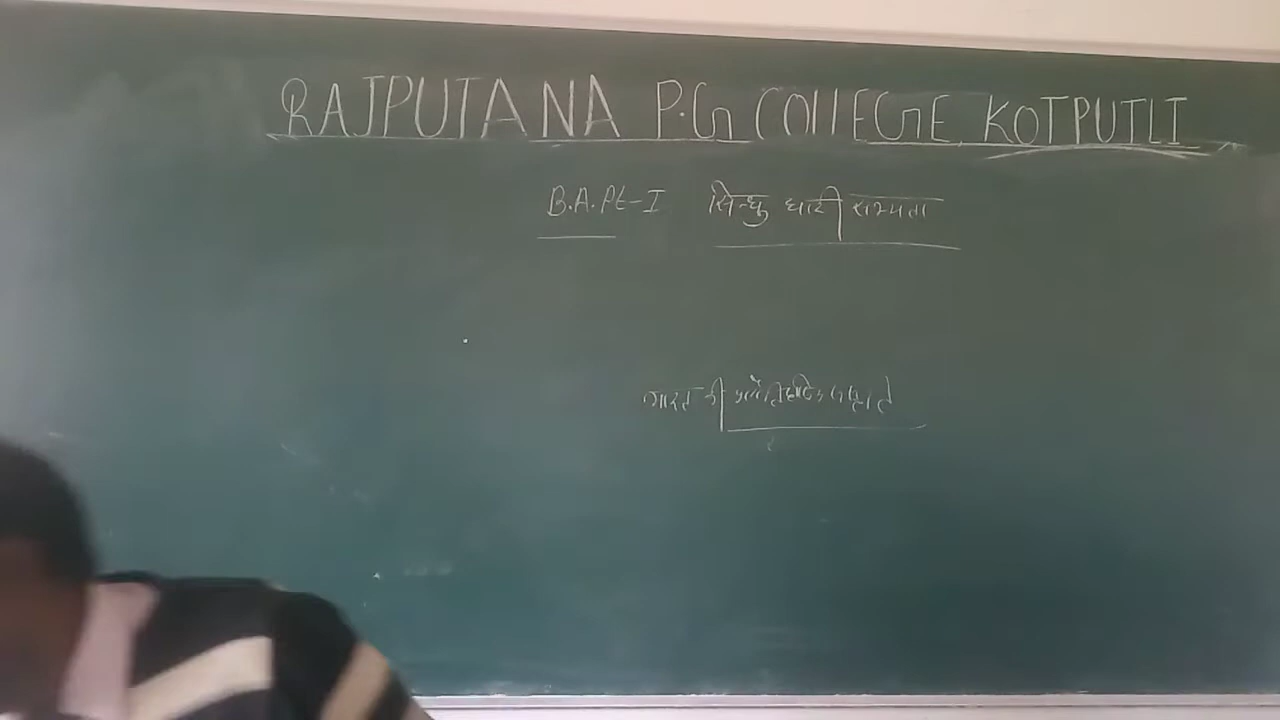 RAJPUTANA P.G COllEGE KOTPUTLI
B.A. Pt-I सिन्धु घाटी सभ्यता
भारत की